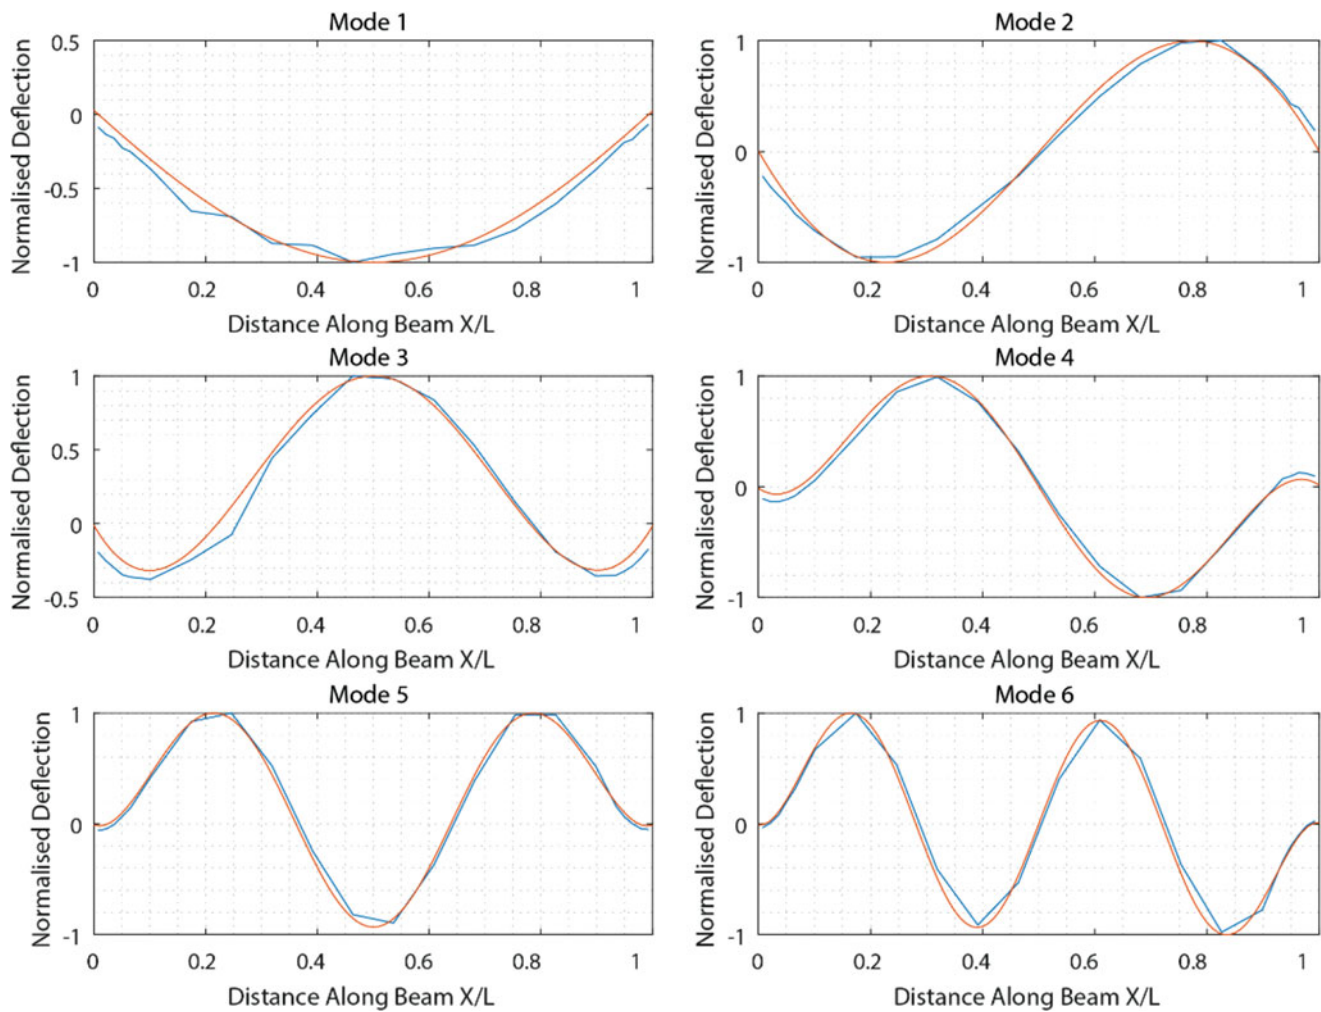 Mode 1
Normalised Deflection
0.5
0
-0.5
-1
0 0.2 0.4 0.6 0.8 1
Distance Along Beam X/L
Mode 2
Normalised Deflection
1
0
-1
0 0.2 0.4 0.6 0.8 1
Distance Along Beam X/L
Mode 3
Normalised Deflection
1
0.5
0
-0.5
0 0.2 0.4 0.6 0.8 1
Distance Along Beam X/L
Mode 4
Normalised Deflection
1
0
-1
0 0.2 0.4 0.6 0.8 1
Distance Along Beam X/L
Mode 5
Normalised Deflection
1
0
-1
0 0.2 0.4 0.6 0.8 1
Distance Along Beam X/L
Mode 6
Normalised Deflection
1
0
-1
0 0.2 0.4 0.6 0.8 1
Distance Along Beam X/L